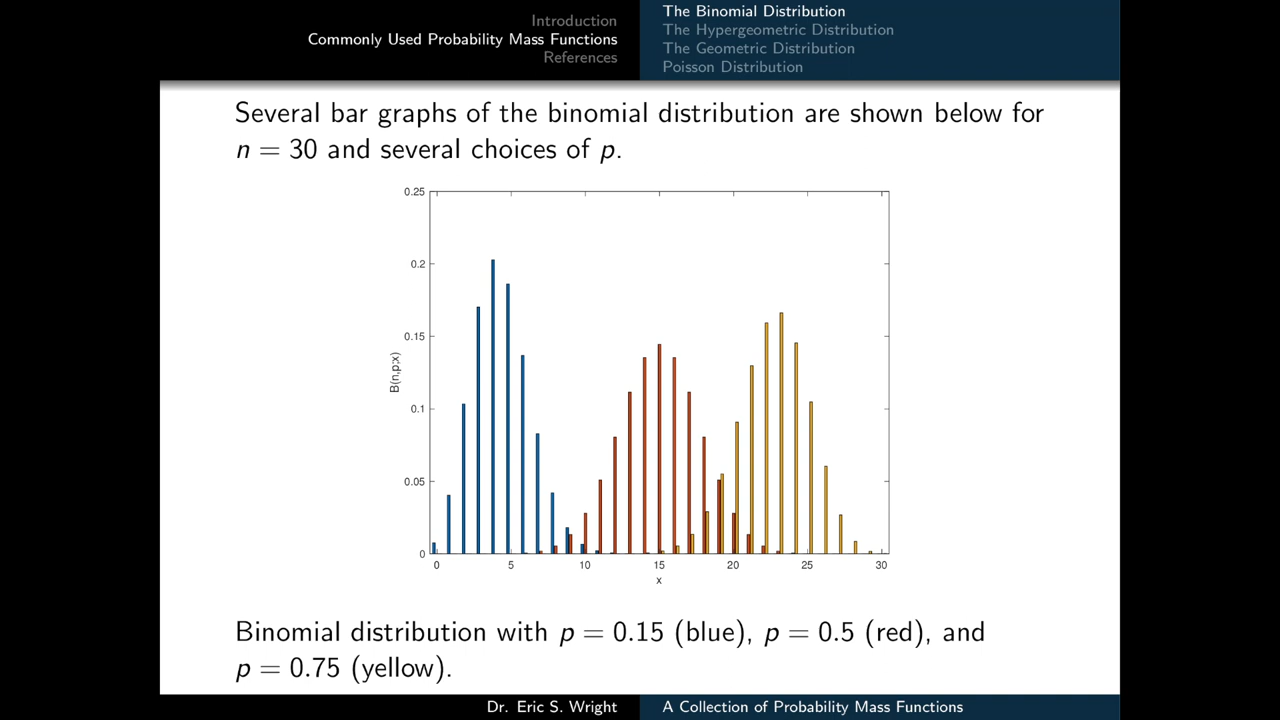 Introduction
Commonly Used Probability Mass Functions
References
The Binomial Distribution
The Hypergeometric Distribution
The Geometric Distribution
Poisson Distribution
Several bar graphs of the binomial distribution are shown below for
n = 30 and several choices of p.
0.25
0.2
0.15
0.1
0.05
0
B(n,p;x)
0 5 10 15 20 25 30
x
Binomial distribution with p = 0.15 (blue), p = 0.5 (red), and
p = 0.75 (yellow).
Dr. Eric S. Wright
A Collection of Probability Mass Functions